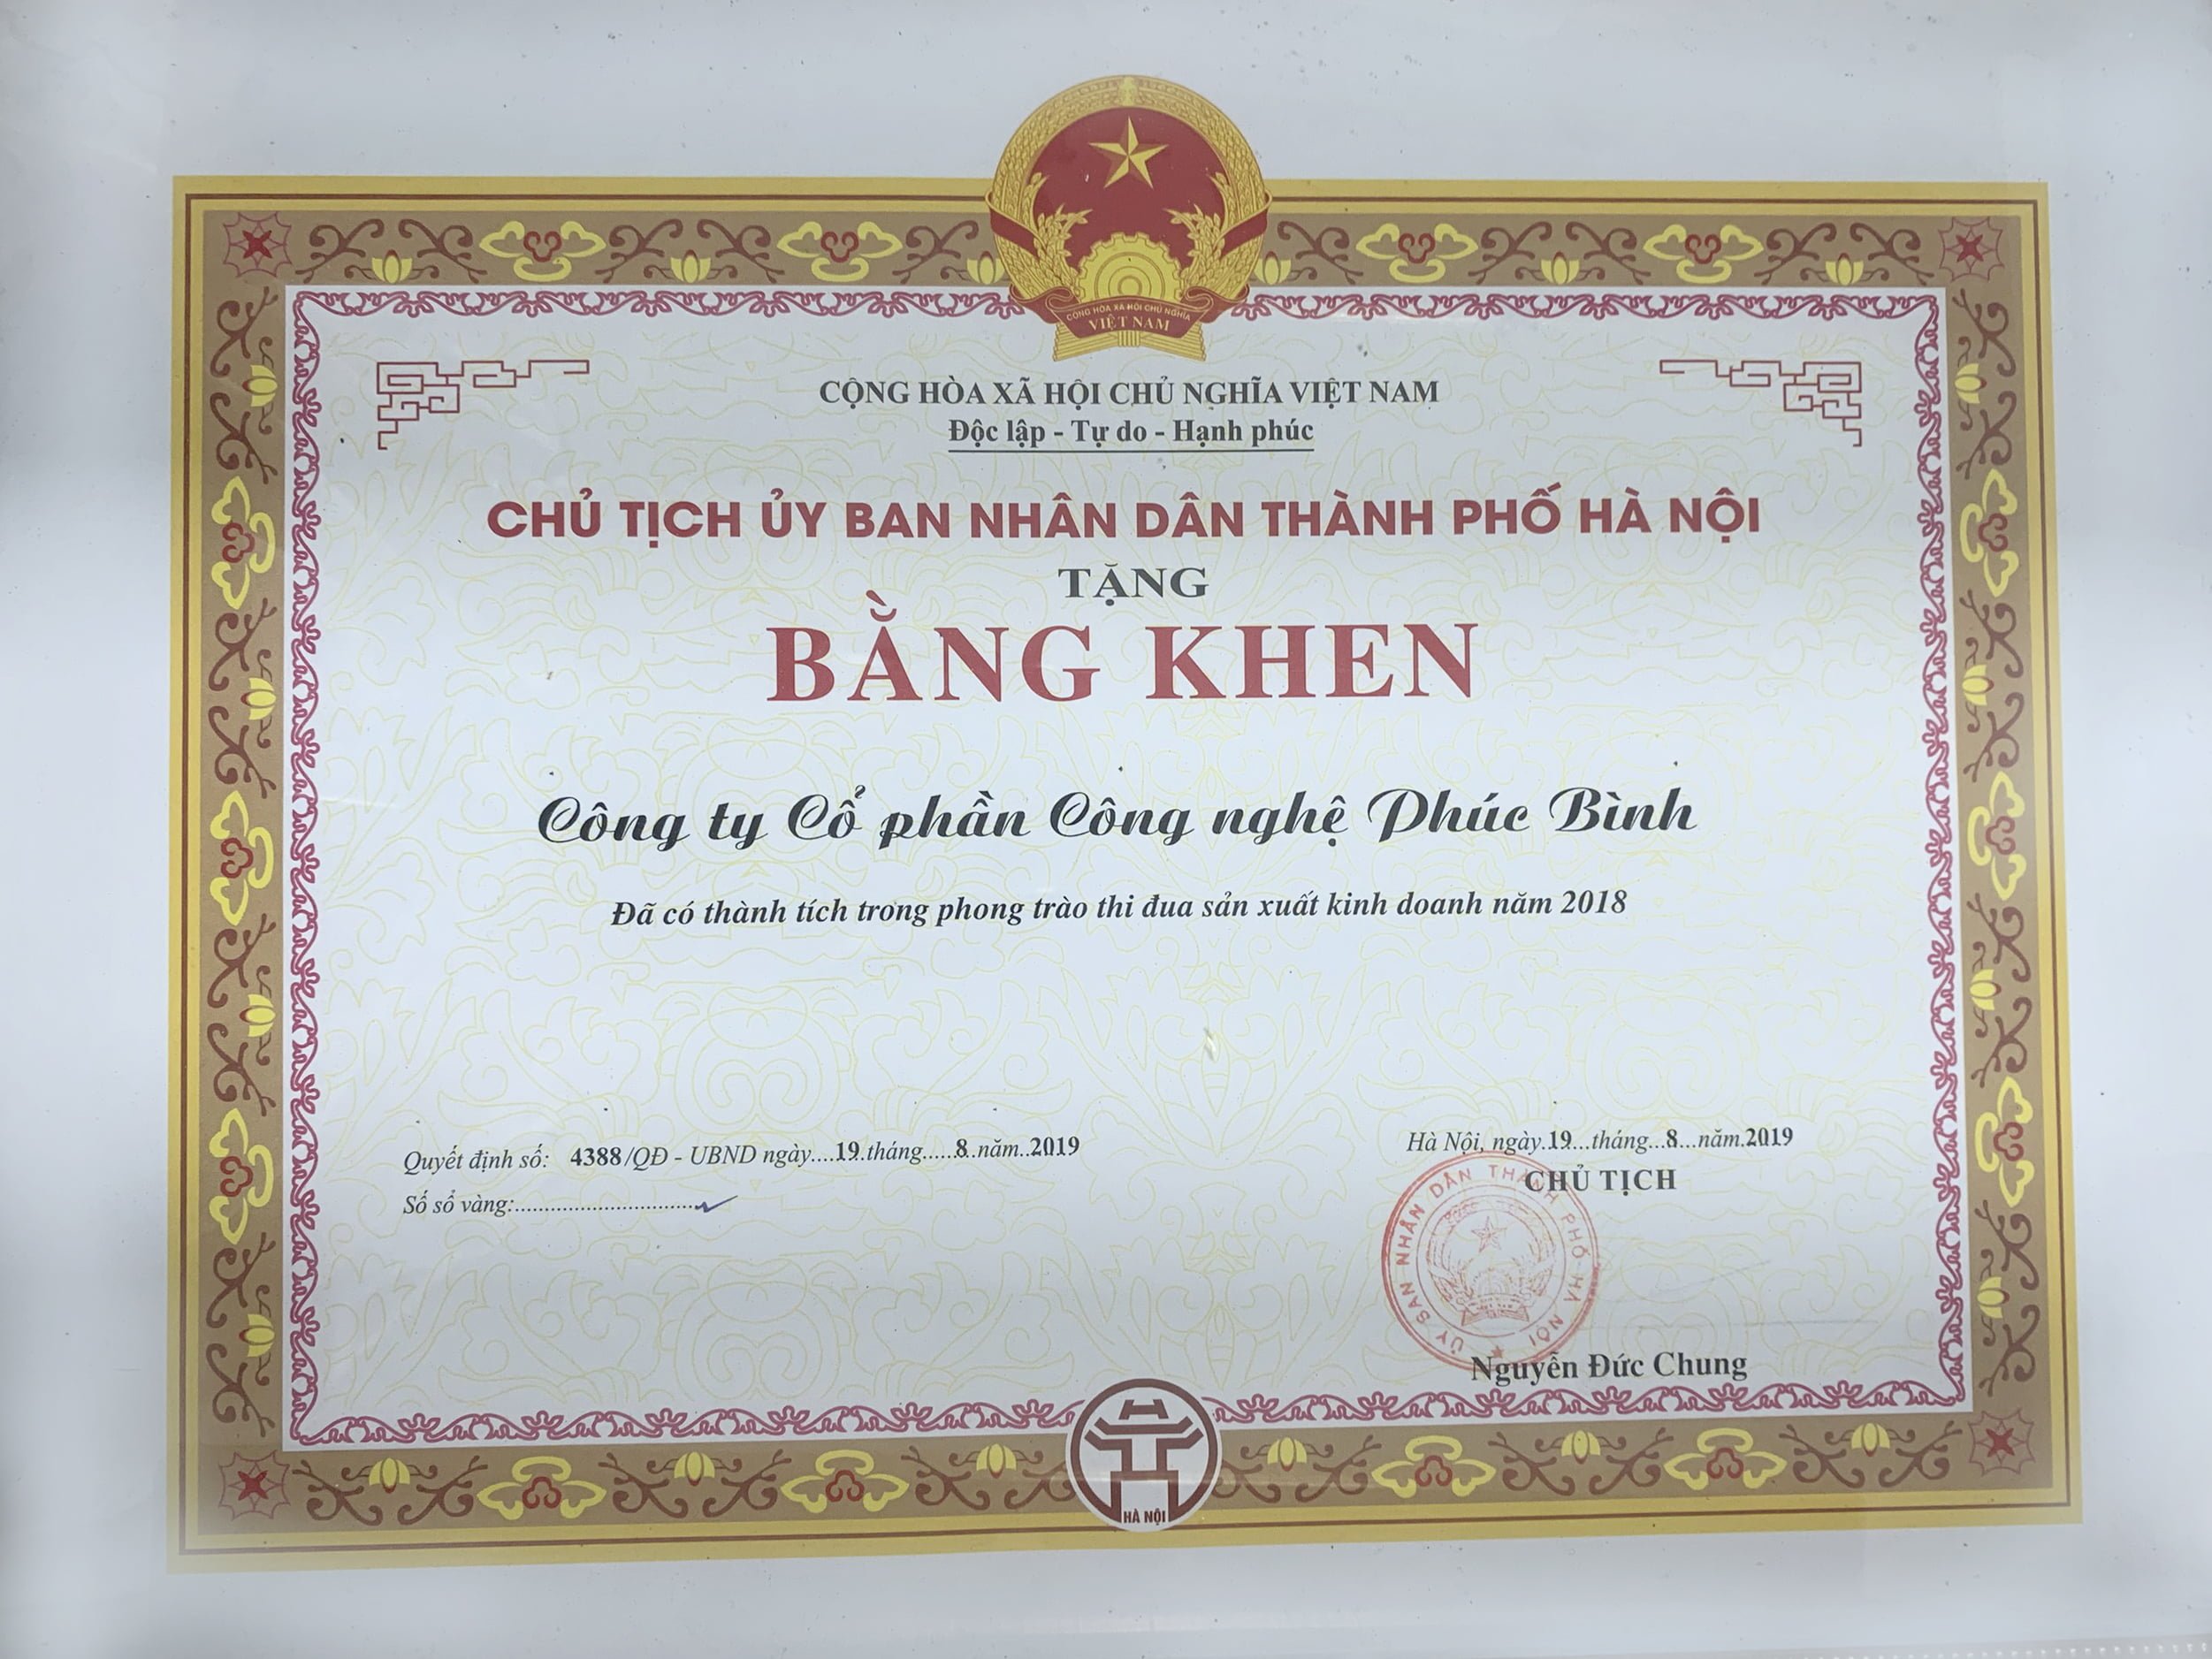 CỘNG HÒA XÃ HỘI CHỦ NGHĨA
VIỆT NAM
CỘNG HÒA XÃ HỘI CHỦ NGHĨA VIỆT NAM
Độc lập - Tự do - Hạnh phúc
CHỦ TỊCH ỦY BAN NHÂN DÂN THÀNH PHỐ HÀ NỘI
TẶNG
BẰNG KHEN
Công ty Cổ phần Công nghệ Phúc Bình
Đã có thành tích trong phong trào thi đua sản xuất kinh doanh năm 2018
Quyết định số: 4388/QĐ - UBND ngày....19.tháng.....8.năm..2019
Số sổ vàng:................................
Hà Nội, ngày.19...tháng...8...năm.2019
CHỦ TỊCH
ỦY BAN NHÂN DÂN THÀNH PHỐ HÀ NỘI
Nguyễn Đức Chung
HÀ NỘI